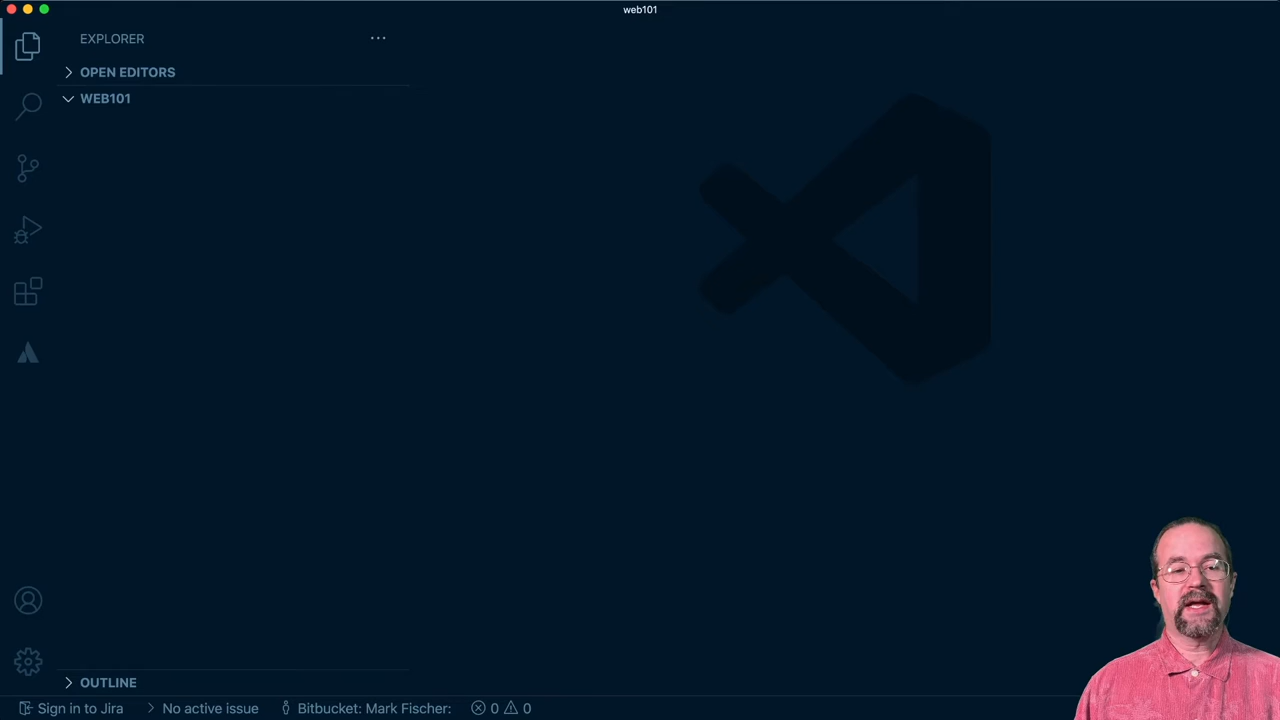 web101
EXPLORER
OPEN EDITORS
WEB101
OUTLINE
Sign in to Jira
No active issue
Bitbucket: Mark Fischer:
0
0